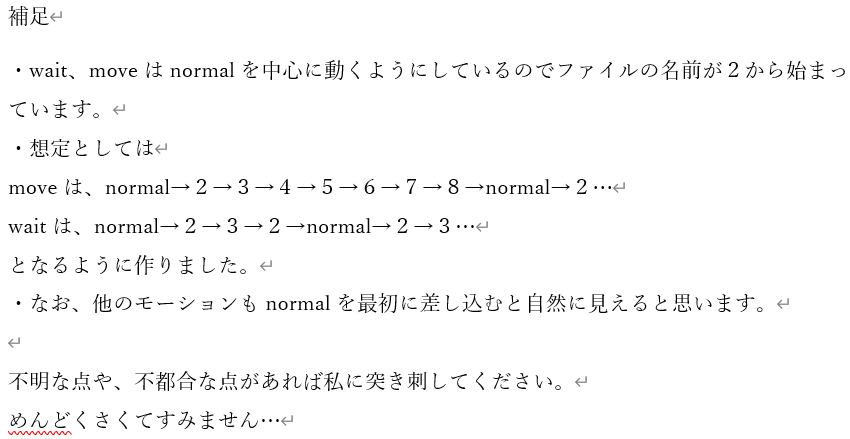 補足↵
・wait、move は normal を中心に動くようにしているのでファイルの名前が２から始まっ
ています。↵
・想定としては↵
move は、normal→２→３→４→５→６→７→８→normal→２…↵
wait は、normal→２→３→２→normal→２→３…↵
となるように作りました。↵
・なお、他のモーションも normal を最初に差し込むと自然に見えると思います。↵
↵
不明な点や、不都合な点があれば私に突き刺してください。↵
めんどくさくてすみません…↵